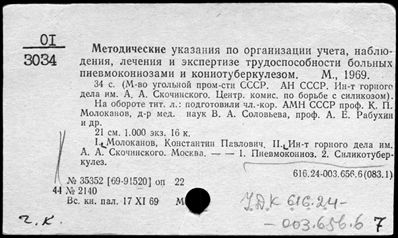 OI
3034
Методические указания по организации учета, наблю-
дения, лечения и экспертизе трудоспособности больных
пневмокониозами и кониотуберкулезом. М., 1969.
34 с. (М-во угольной пром-сти СССР. АН СССР. Ин-т горного
дела им. А. А. Скочинского. Центр. комис. по борьбе с силикозом).
На обороте тит. л.: подготовили чл.-кор. АМН СССР проф. К. П.
Молоканов, д-р мед. наук В. А. Соловьева, проф. А. Е. Рабухин
и др.
21 см. 1.000 экз. 16 к.
I. Молоканов, Константин Павлович, II. Ин-т горного дела им.
А. А. Скочинского. Москва. — — 1. Пневмокониоз. 2. Силикотубер-
кулез.
616.24-003.656.6(083.1)
№ 35352 [69-91520] оп 22
44 № 2140
Вс. кн. пал. 17 XI 69 М
ч.к.
УДК 616.24-
-003.656.6 7